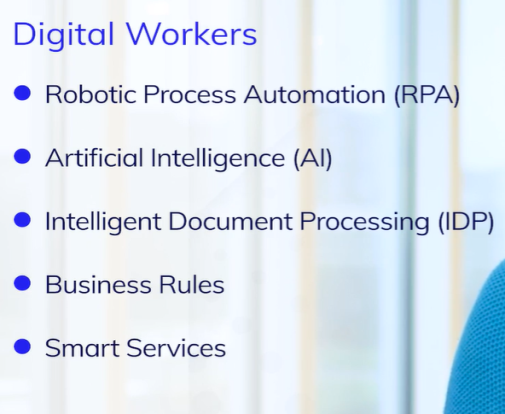 Digital Workers
Robotic Process Automation (RPA)
Artificial Intelligence (AI)
Intelligent Document Processing (IDP)
Business Rules
Smart Services